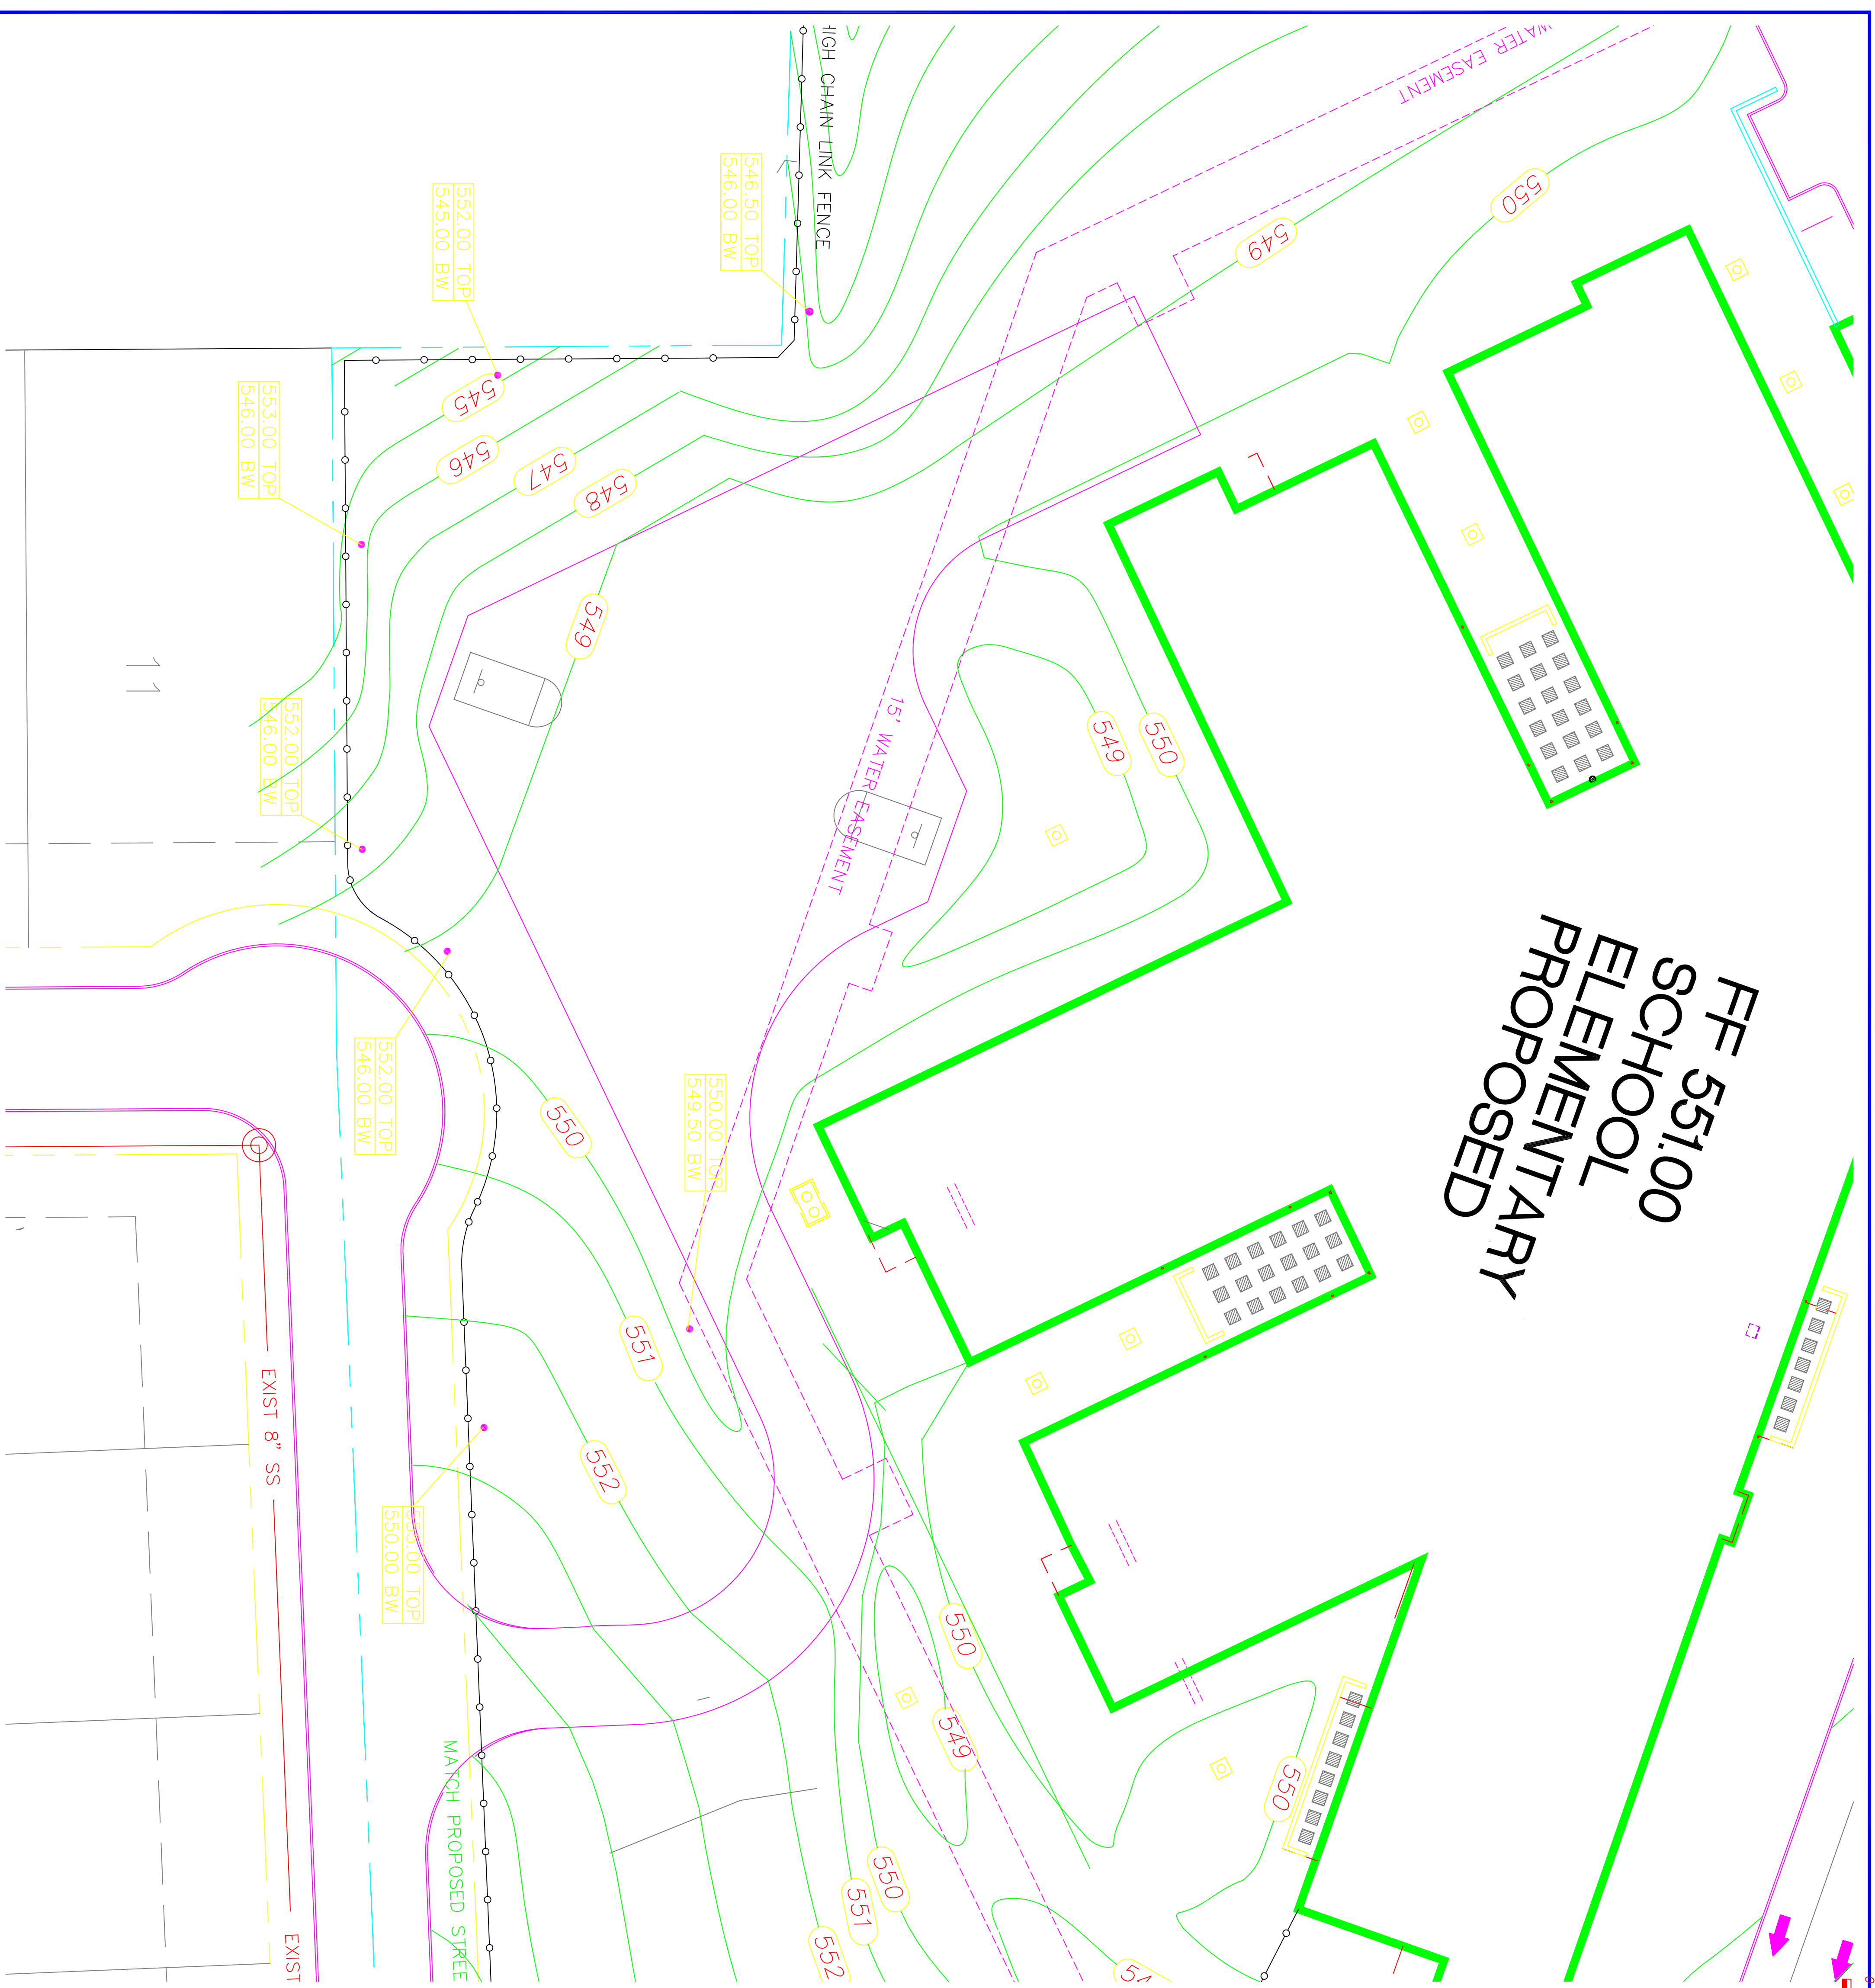 HIGH CHAIN LINK FENCE
WATER EASEMENT
546.50 TOP
546.00 BW
552.00 TOP
545.00 BW
550
549
545
546
547
548
553.00 TOP
546.00 BW
549
11
552.00 TOP
546.00 BW
15' WATER EASEMENT
549
550
PROPOSED
ELEMENTARY
SCHOOL
FF 551.00
552.00 TOP
546.00 BW
550.00 TOP
549.50 BW
550
551
552
EXIST 8" SS
550.00 BW
550
549
550
MATCH PROPOSED STREE
550
551
552
EXIST